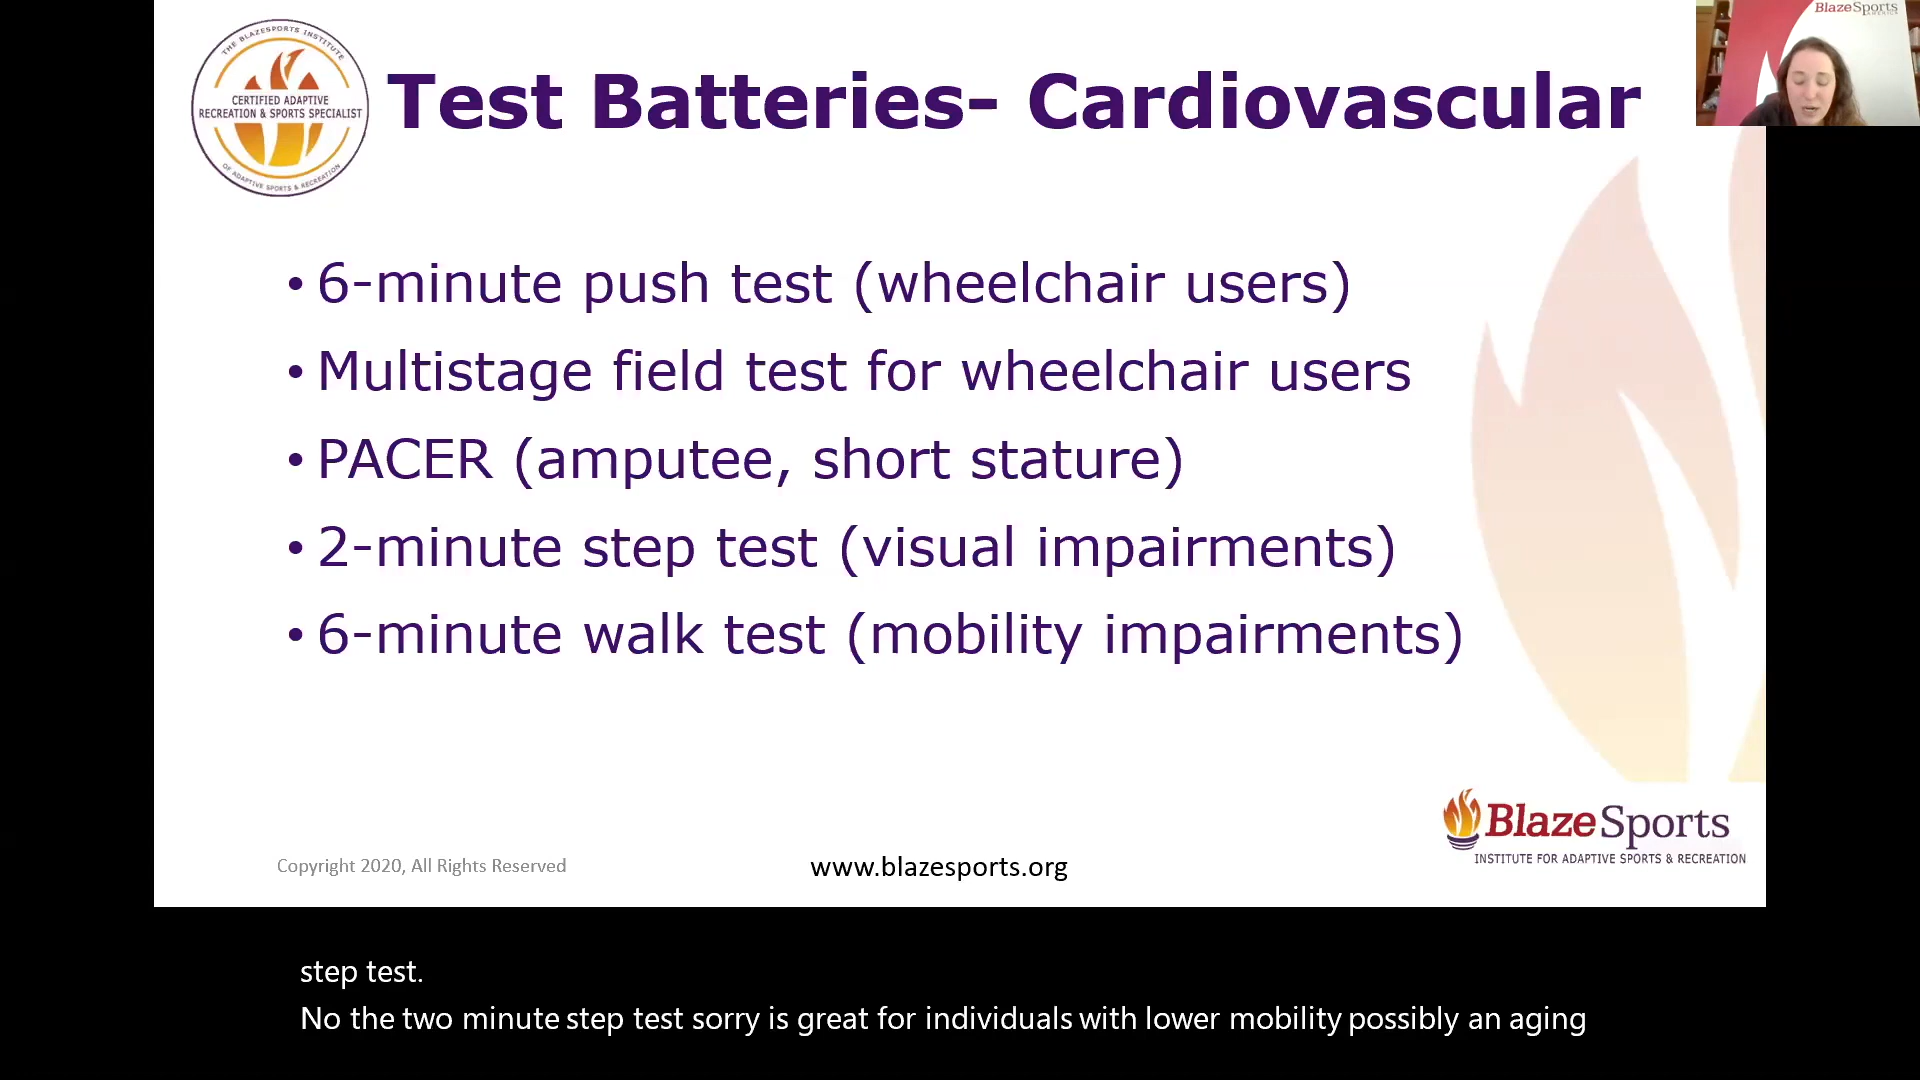 THE BLAZESPORTS INSTITUTE
CERTIFIED ADAPTIVE
RECREATION & SPORTS SPECIALIST
OF ADAPTIVE SPORTS & RECREATION
Test Batteries- Cardiovascular
BlazeSports
AMERICA
• 6-minute push test (wheelchair users)
• Multistage field test for wheelchair users
• PACER (amputee, short stature)
• 2-minute step test (visual impairments)
• 6-minute walk test (mobility impairments)
BlazeSports
INSTITUTE FOR ADAPTIVE SPORTS & RECREATION
Copyright 2020, All Rights Reserved
www.blazesports.org
step test.
No the two minute step test sorry is great for individuals with lower mobility possibly an aging